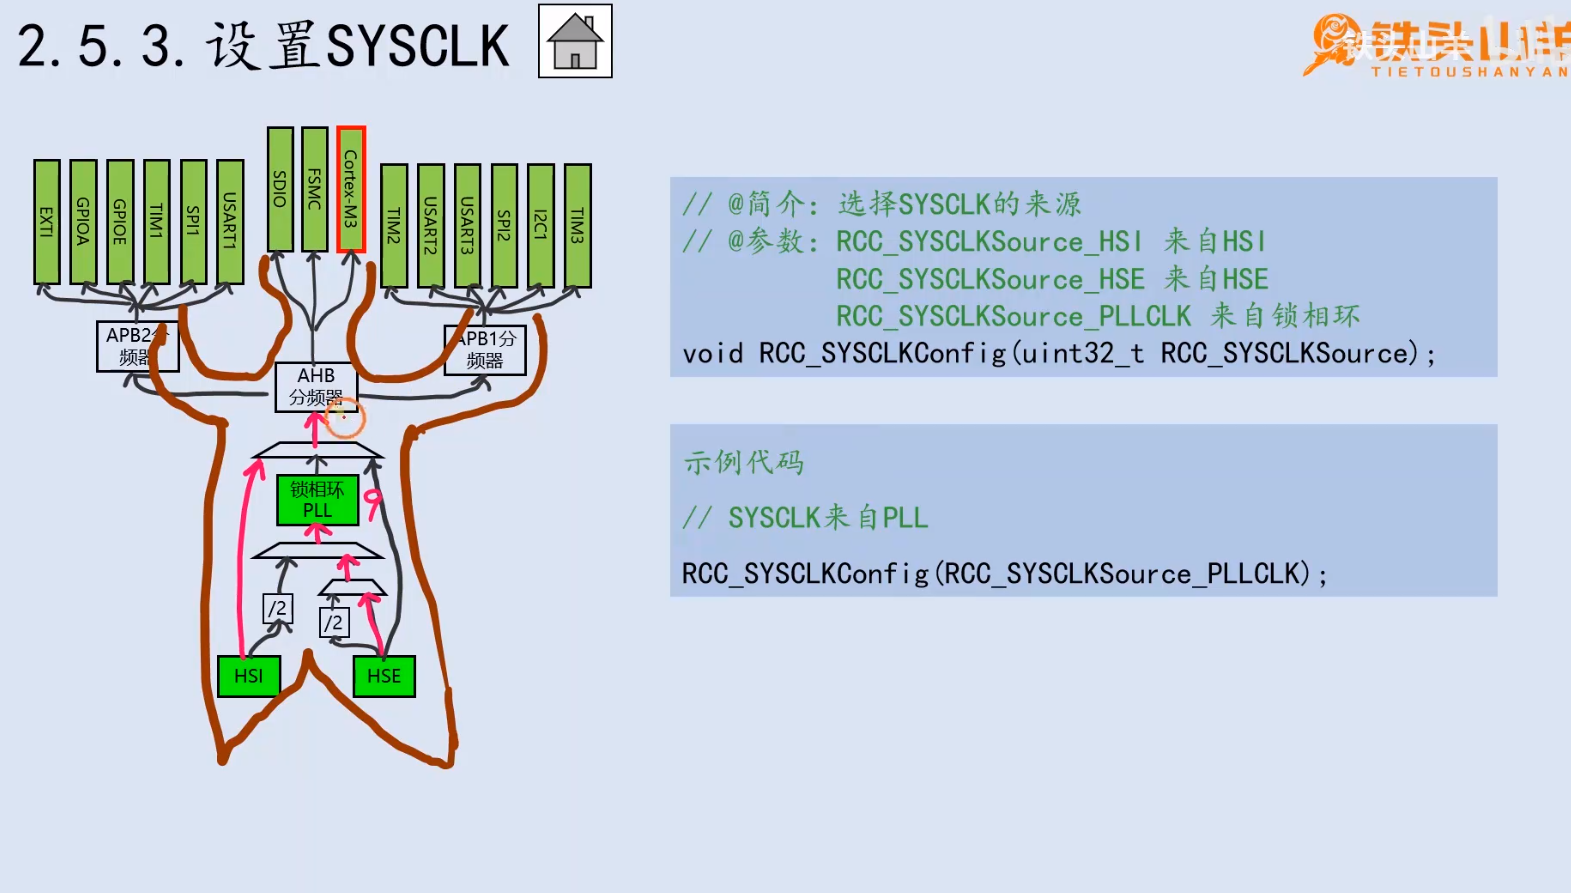 2.5.3.设置SYSCLK
铁头山羊
TIETOUSHANYAN
SDIO
FSMC
Cortex-M3
EXTI
GPIOA
GPIOE
TIM1
SPI1
USART1
TIM2
USART2
USART3
SPI2
I2C1
TIM3
APB2分
频器
APB1分
频器
AHB
分频器
锁相环
PLL
9
/2
/2
HSI
HSE
// @简介: 选择SYSCLK的来源
// @参数: RCC_SYSCLKSource_HSI 来自HSI
RCC_SYSCLKSource_HSE 来自HSE
RCC_SYSCLKSource_PLLCLK 来自锁相环
void RCC_SYSCLKConfig(uint32_t RCC_SYSCLKSource);
示例代码
// SYSCLK来自PLL
RCC_SYSCLKConfig(RCC_SYSCLKSource_PLLCLK);